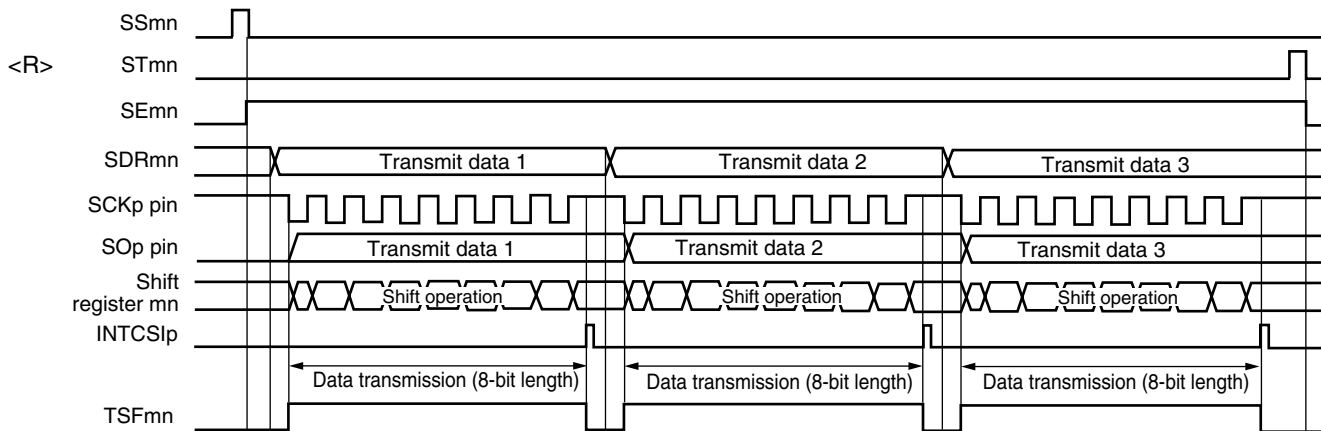 SSmn
<R> STmn
SEmn
SDRmn Transmit data 1 Transmit data 2 Transmit data 3
SCKp pin
SOp pin Transmit data 1 Transmit data 2 Transmit data 3
Shift
register mn Shift operation Shift operation Shift operation
INTCSIp
Data transmission (8-bit length) Data transmission (8-bit length) Data transmission (8-bit length)
TSFmn